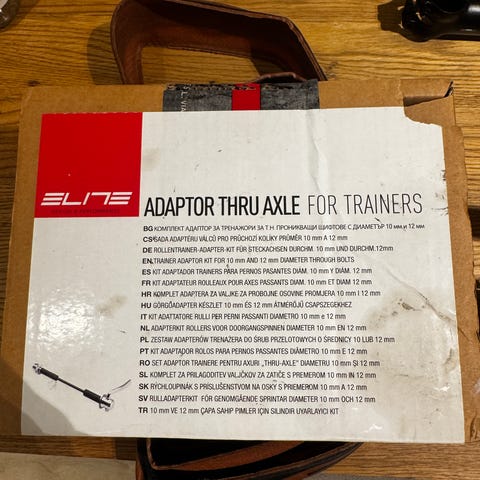 ELITE
ADAPTOR THRU AXLE FOR TRAINERS
BG КОМПЛЕКТ АДАПТОР ЗА ТРЕНАЖОРИ ЗА Т.Н. ПРОНИКВАЩИ ЩИФТОВЕ С ДИАМЕТЪР 10 мм и 12 мм
CS SADA ADAPTÉRU VÁLCŮ PRO PRŮCHOZÍ KOLÍKY PRŮMĚR 10 mm A 12 mm
DE ROLLENTRAINER-ADAPTER-KIT FÜR STECKACHSEN DURCHM. 10 mm UND DURCHM.12mm
EN TRAINER ADAPTOR KIT FOR 10 mm AND 12 mm DIAMETER THROUGH BOLTS
ES KIT ADAPTADOR TRAINERS PARA PERNOS PASANTES DIÁM. 10 mm Y DIÁM. 12 mm
FR KIT ADAPTATEUR ROULEAUX POUR AXES PASSANTS DIAM. 10 mm ET DIAM 12 mm
HR KOMPLET ADAPTERA ZA VALJKE ZA PROBOJNE OSOVINE PROMJERA 10 mm I 12 mm
HU GÖRGŐADAPTER KÉSZLET 10 mm ÉS 12 mm ÁTMÉRŐJŰ CSAPSZEGEKHEZ
IT KIT ADATTATORE RULLI PER PERNI PASSANTI DIAMETRO 10 mm e 12 mm
NL ADAPTERKIT ROLLERS VOOR DOORGANGSPINNEN DIAMETER 10 mm EN 12 mm
PL ZESTAW ADAPTERÓW TRENAŻERA DO ŚRUB PRZELOTOWYCH O ŚREDNICY 10 LUB 12 mm
PT KIT ADAPTADOR ROLOS PARA PERNOS PASSANTES DIÂMETRO E 12 mm
RO SET ADAPTOARE TRAINERE PENTRU AXURI „THRU-AXLE" DIAMETRU 10 mm ȘI 12 mm
SL KOMPLET ZA PRILAGODITEV VALJČKOV ZA ZATIČE S PREMEROM 10 mm IN 12 mm
SK RÝCHLOUPINÁK S PRÍSLUŠENSTVOM NA OSKY S PRIEMEROM 10 mm A 12 mm
SV RULLADAPTERKIT FÖR GENOMGÅENDE SPRINTAR DIAMETER 10 mm OCH 12 mm
TR 10 mm VE 12 mm ÇAPA SAHIP PIMLER IÇIN SILINDIR UYARLAYICI KIT